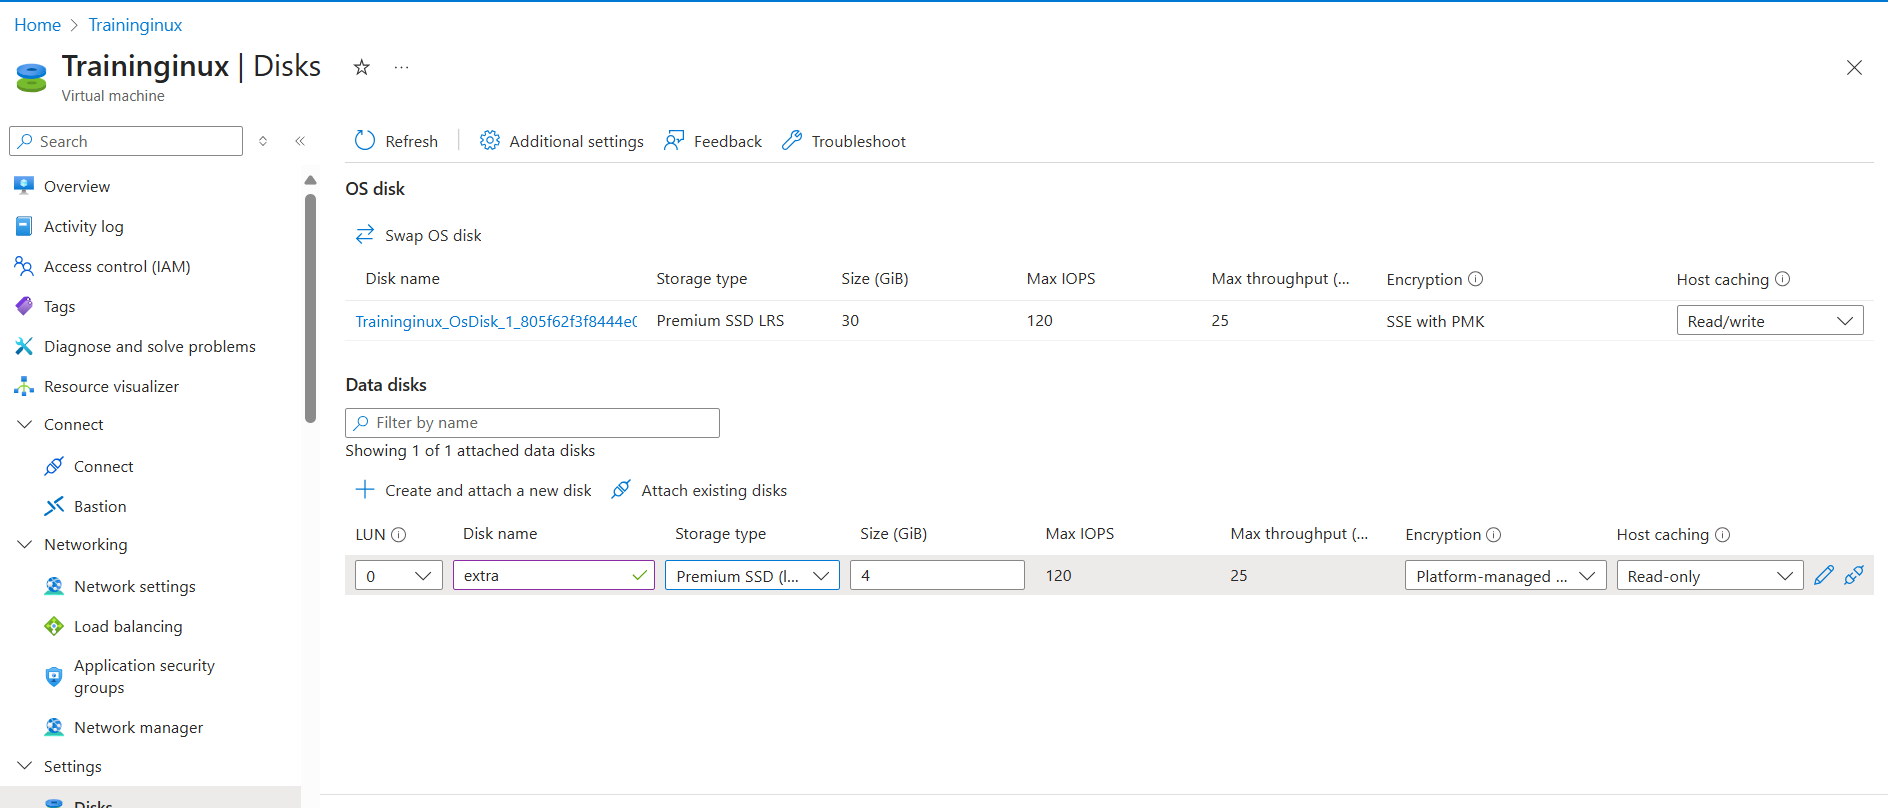 Home > Traininginux
Traininginux | Disks ☆ ...
Virtual machine
Search
Refresh
Additional settings
Feedback
Troubleshoot
Overview
Activity log
Access control (IAM)
Tags
Diagnose and solve problems
Resource visualizer
Connect
Connect
Bastion
Networking
Network settings
Load balancing
Application security
groups
Network manager
Settings
Disks
OS disk
Swap OS disk
Disk name Storage type Size (GiB) Max IOPS Max throughput (... Encryption Host caching
Traininginux_OsDisk_1_805f62f3f8444e0 Premium SSD LRS 30 120 25 SSE with PMK Read/write
Data disks
Filter by name
Showing 1 of 1 attached data disks
Create and attach a new disk Attach existing disks
LUN Disk name Storage type Size (GiB) Max IOPS Max throughput (... Encryption Host caching
0 extra Premium SSD (l... 4 120 25 Platform-managed ... Read-only